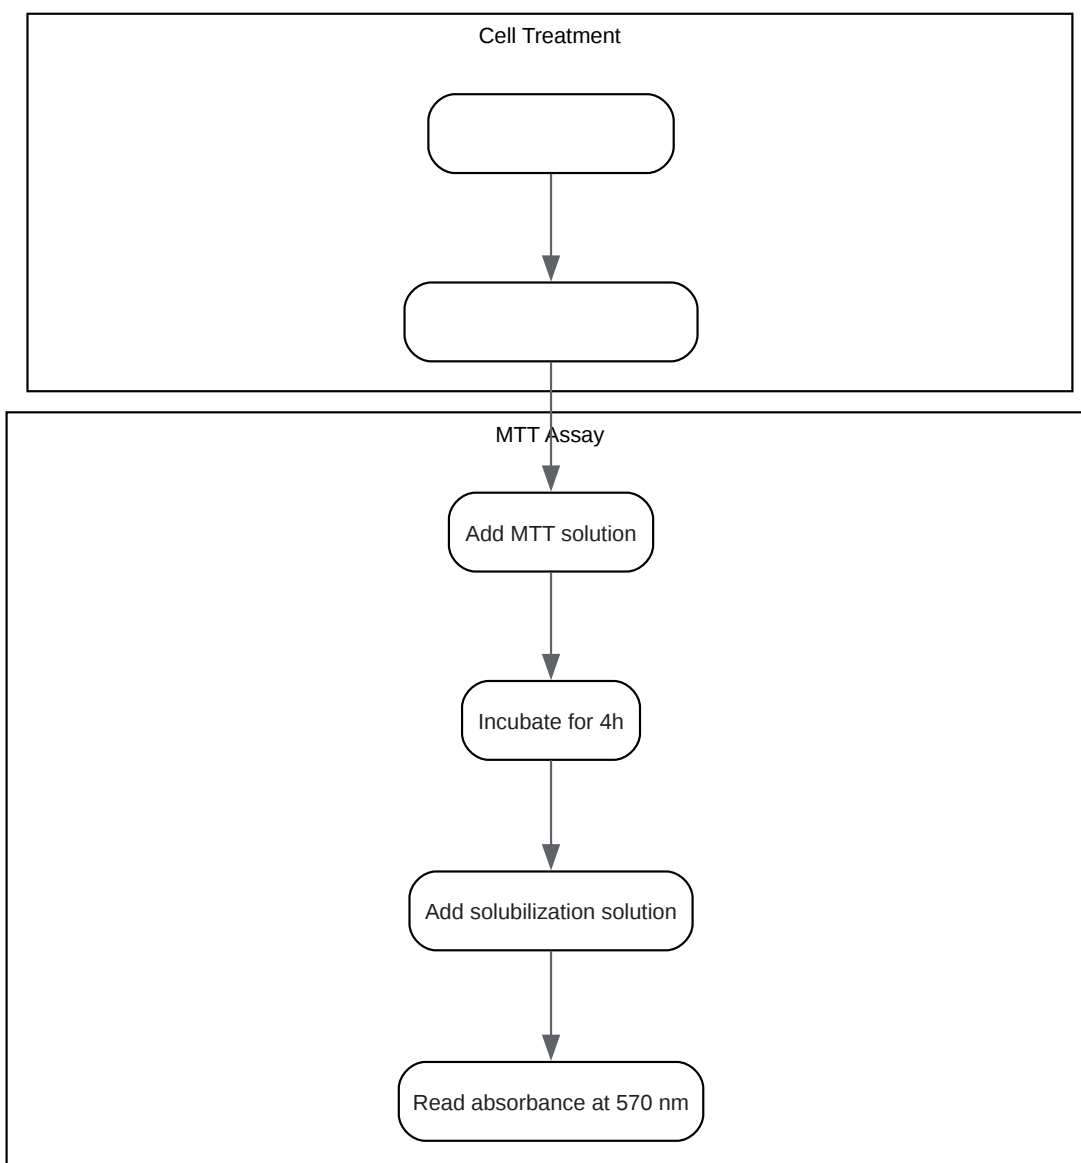 Cell Treatment
MTT Assay
Add MTT solution
Incubate for 4h
Add solubilization solution
Read absorbance at 570 nm